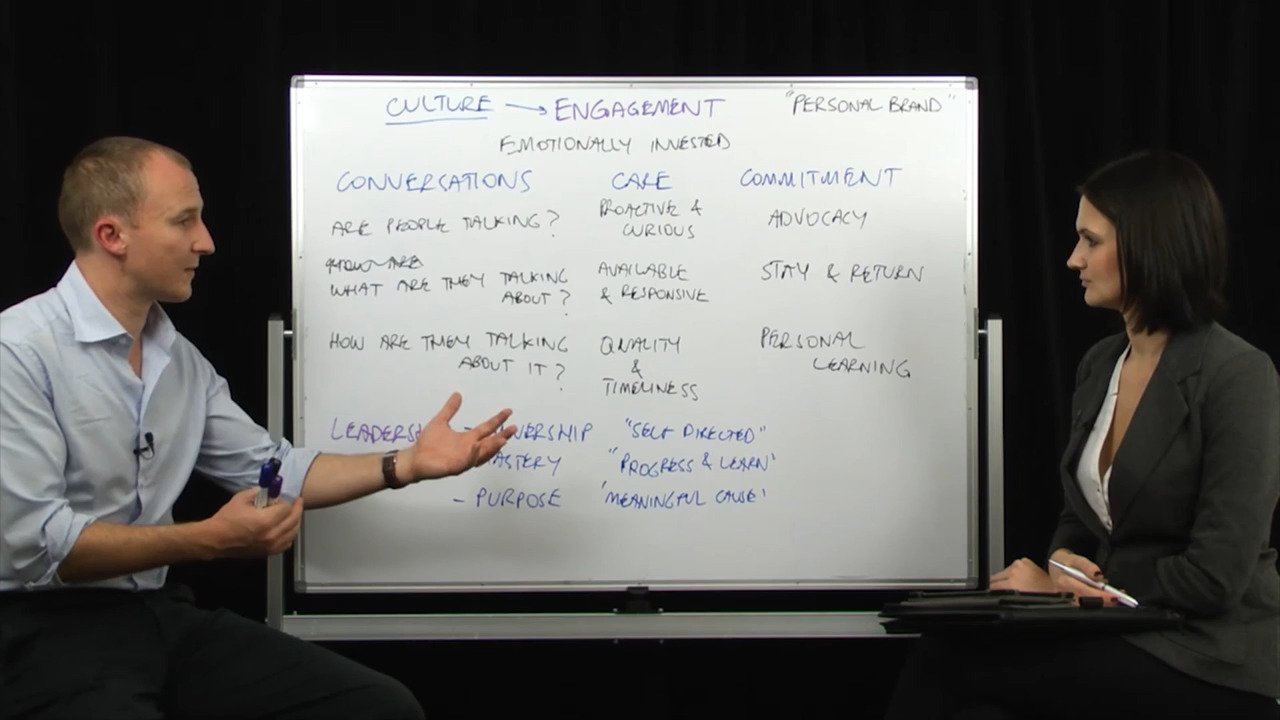 CULTURE → ENGAGEMENT "PERSONAL BRAND"
EMOTIONALLY INVESTED
CONVERSATIONS CARE COMMITMENT
ARE PEOPLE TALKING?
PROACTIVE &
CURIOUS
ADVOCACY
HOW ARE
WHAT ARE THEY TALKING
ABOUT?
AVAILABLE
& RESPONSIVE
STAY & RETURN
HOW ARE THEY TALKING
ABOUT IT?
QUALITY
&
TIMELINESS
PERSONAL
LEARNING
"SELF DIRECTED"
"PROGRESS & LEARN"
- PURPOSE 'MEANINGFUL CAUSE'